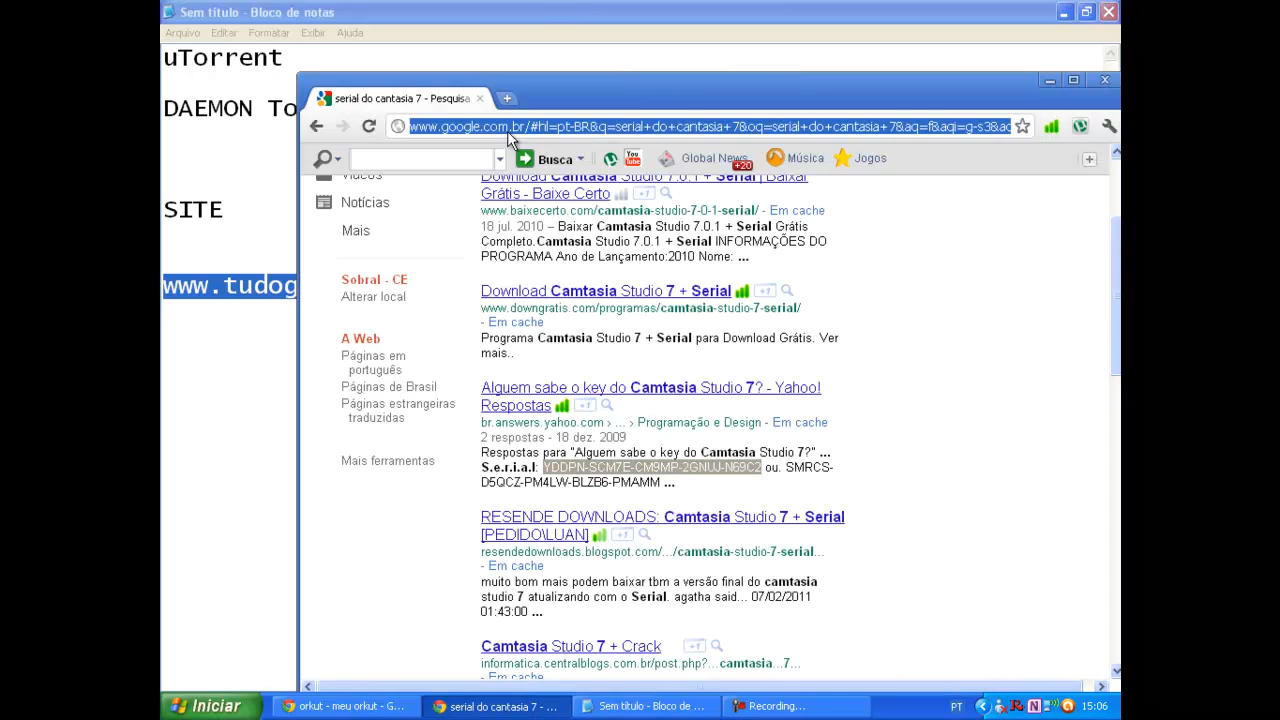 Sem título - Bloco de notas
Arquivo Editar Formatar Exibir Ajuda
uTorrent
DAEMON To
SITE
www.tudog
serial do cantasia 7 - Pesquisa
www.google.com.br/#hl=pt-BR&q=serial+do+cantasia+7&oq=serial+do+cantasia+7&aq=f&aqi=g-s3&ac
Busca
You Tube
Global News
+20
Música
Jogos
Vídeos
Notícias
Mais
Sobral - CE
Alterar local
A Web
Páginas em
português
Páginas de Brasil
Páginas estrangeiras
traduzidas
Mais ferramentas
Download Camtasia Studio 7.0.1 + Serial | Baixar
Grátis - Baixe Certo +1
www.baixecerto.com/camtasia-studio-7-0-1-serial/ - Em cache
18 jul. 2010 – Baixar Camtasia Studio 7.0.1 + Serial Grátis
Completo.Camtasia Studio 7.0.1 + Serial INFORMAÇÕES DO
PROGRAMA Ano de Lançamento:2010 Nome: ...
Download Camtasia Studio 7 + Serial +1
www.downgratis.com/programas/camtasia-studio-7-serial/
- Em cache
Programa Camtasia Studio 7 + Serial para Download Grátis. Ver
mais..
Alguem sabe o key do Camtasia Studio 7? - Yahoo!
Respostas +1
br.answers.yahoo.com › ... › Programação e Design - Em cache
2 respostas - 18 dez. 2009
Respostas para "Alguem sabe o key do Camtasia Studio 7?" ...
S.e.r.i.a.l: YDDPN-SCM7E-CM9MP-2GNUJ-N69C2 ou. SMRCS-
D5QCZ-PM4LW-BLZB6-PMAMM ...
RESENDE DOWNLOADS: Camtasia Studio 7 + Serial
[PEDIDO\LUAN] +1
resendedownloads.blogspot.com/.../camtasia-studio-7-serial...
- Em cache
muito bom mais podem baixar tbm a versão final do camtasia
studio 7 atualizando com o Serial. agatha said... 07/02/2011
01:43:00 ...
Camtasia Studio 7 + Crack +1
informatica.centralblogs.com.br/post.php?...camtasia...7...
- Em cache
Iniciar
orkut - meu orkut - G...
serial do cantasia 7 - ...
Sem título - Bloco de ...
Recording...
PT
15:06